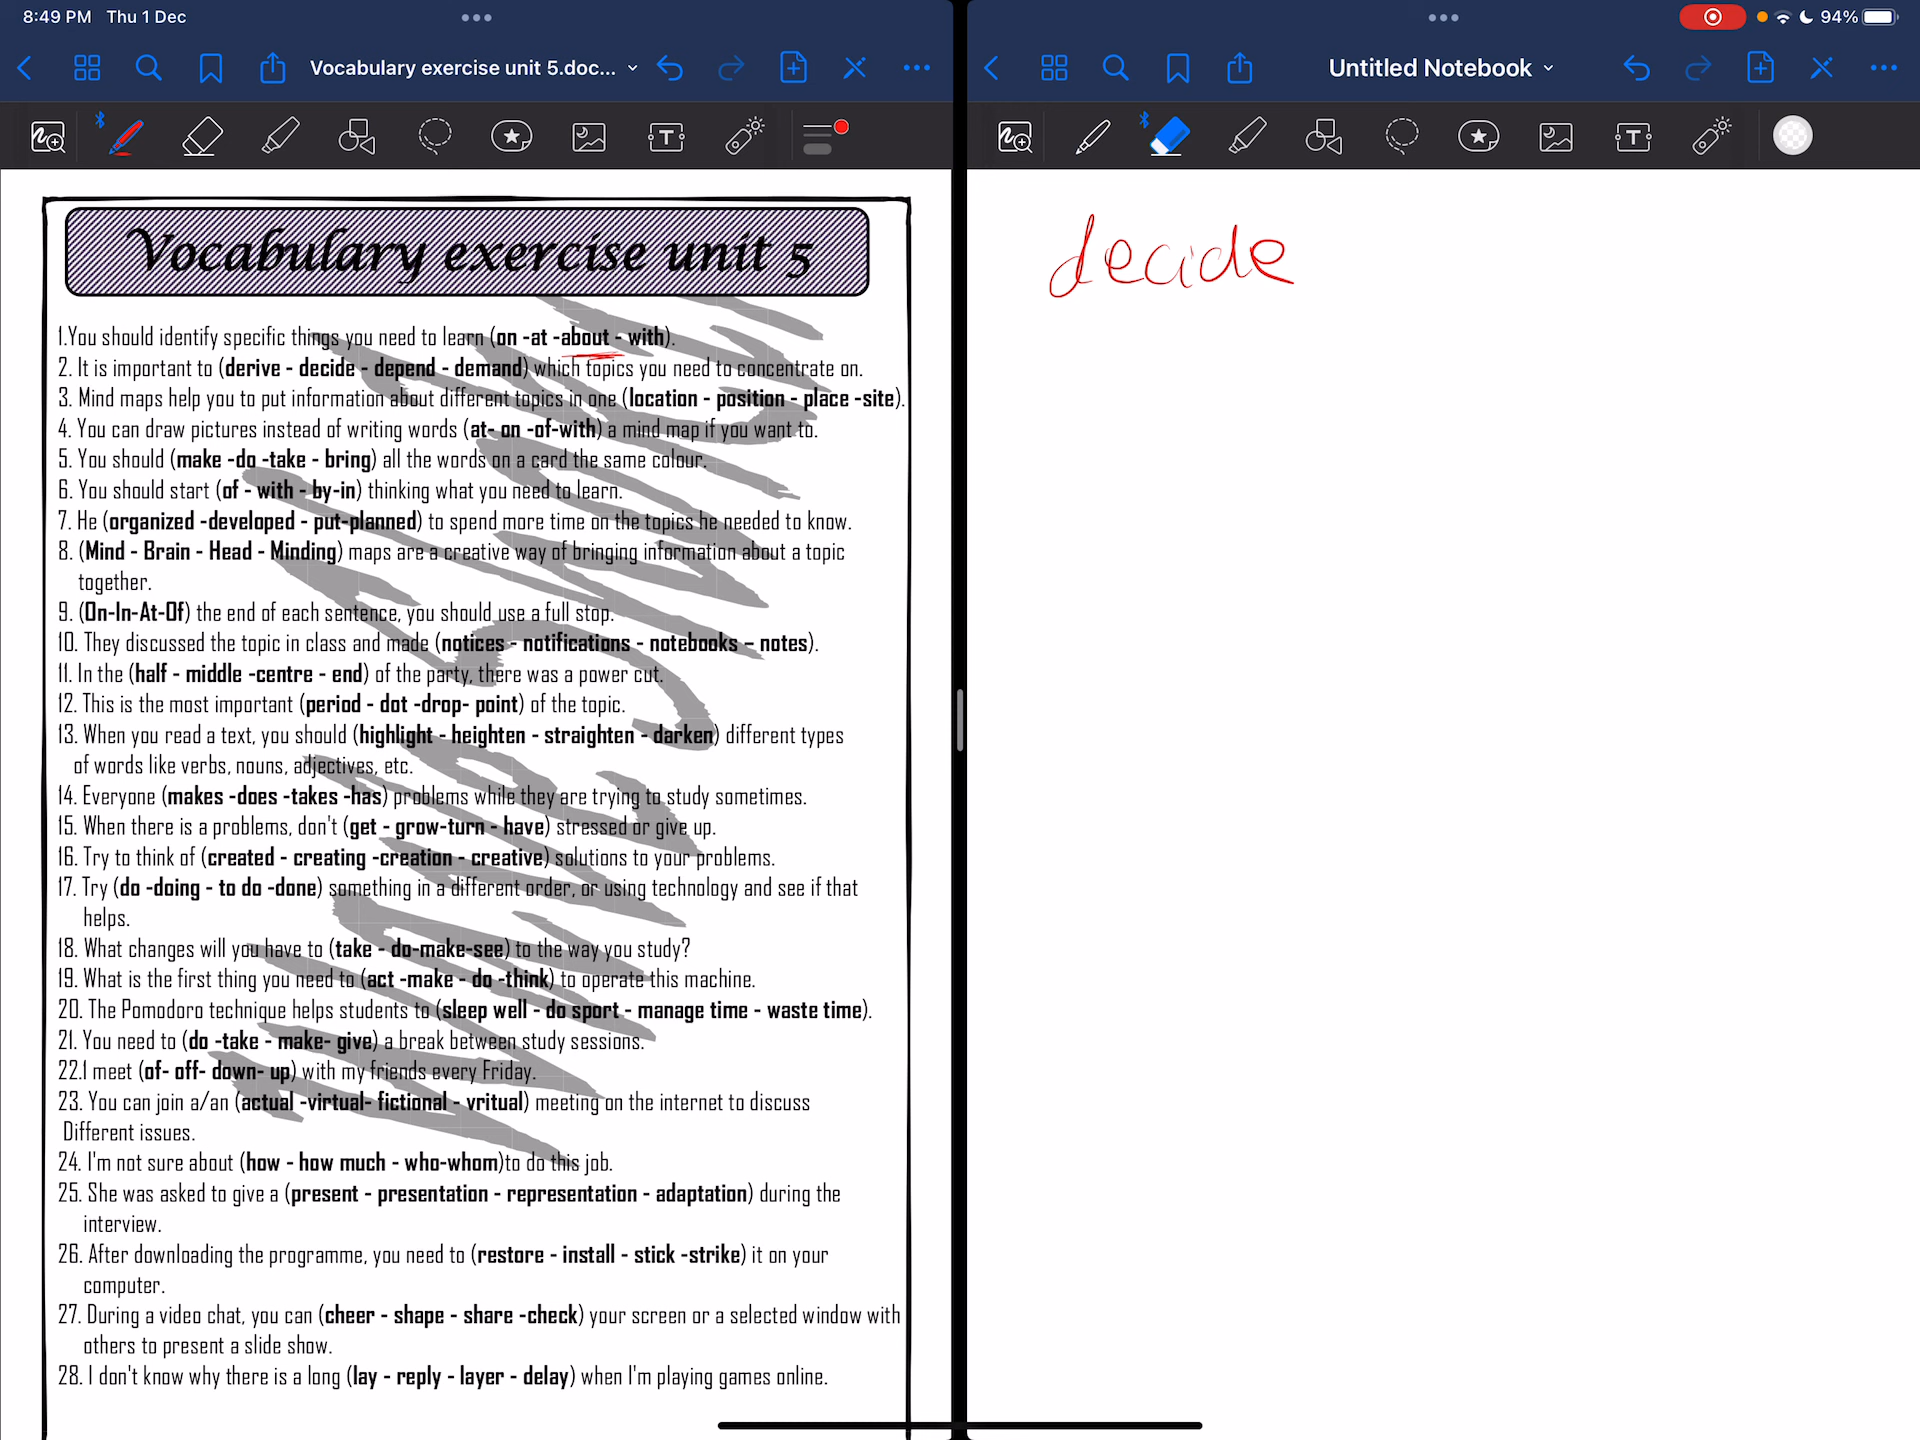 8:49 PM Thu 1 Dec
94%
Vocabulary exercise unit 5.doc...
Untitled Notebook
Vocabulary exercise unit 5
1.You should identify specific things you need to learn (on -at -about - with).
2. It is important to (derive - decide - depend - demand) which topics you need to concentrate on.
3. Mind maps help you to put information about different topics in one (location - position - place -site).
4. You can draw pictures instead of writing words (at- on -of-with) a mind map if you want to.
5. You should (make -do -take - bring) all the words on a card the same colour.
6. You should start (of - with - by-in) thinking what you need to learn.
7. He (organized -developed - put-planned) to spend more time on the topics he needed to know.
8. (Mind - Brain - Head - Minding) maps are a creative way of bringing information about a topic
together.
9. (On-In-At-Of) the end of each sentence, you should use a full stop.
10. They discussed the topic in class and made (notices - notifications - notebooks – notes).
11. In the (half - middle -centre - end) of the party, there was a power cut.
12. This is the most important (period - dot -drop- point) of the topic.
13. When you read a text, you should (highlight - heighten - straighten - darken) different types
of words like verbs, nouns, adjectives, etc.
14. Everyone (makes -does -takes -has) problems while they are trying to study sometimes.
15. When there is a problems, don't (get - grow-turn - have) stressed or give up.
16. Try to think of (created - creating -creation - creative) solutions to your problems.
17. Try (do -doing - to do -done) something in a different order, or using technology and see if that
helps.
18. What changes will you have to (take - do-make-see) to the way you study?
19. What is the first thing you need to (act -make - do -think) to operate this machine.
20. The Pomodoro technique helps students to (sleep well - do sport - manage time - waste time).
21. You need to (do -take - make- give) a break between study sessions.
22.I meet (of- off- down- up) with my friends every Friday.
23. You can join a/an (actual -virtual- fictional - vritual) meeting on the internet to discuss
Different issues.
24. I'm not sure about (how - how much - who-whom)to do this job.
25. She was asked to give a (present - presentation - representation - adaptation) during the
interview.
26. After downloading the programme, you need to (restore - install - stick -strike) it on your
computer.
27. During a video chat, you can (cheer - shape - share -check) your screen or a selected window with
others to present a slide show.
28. I don't know why there is a long (lay - reply - layer - delay) when I'm playing games online.
decide